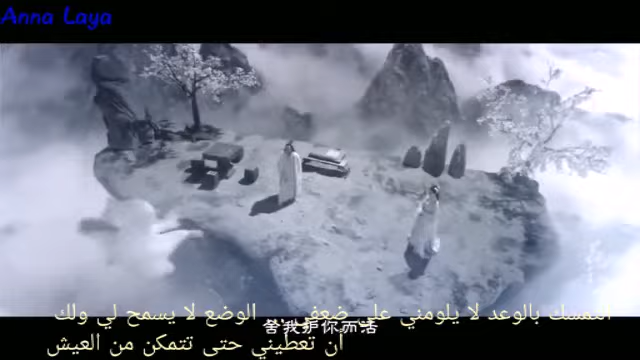 Anna Laya
التمسك بالوعد لا يلومني على ضعفي . . الوضع لا يسمح لي ولك
我护你而活
أن تعطيني حتى تتمكن من العيش